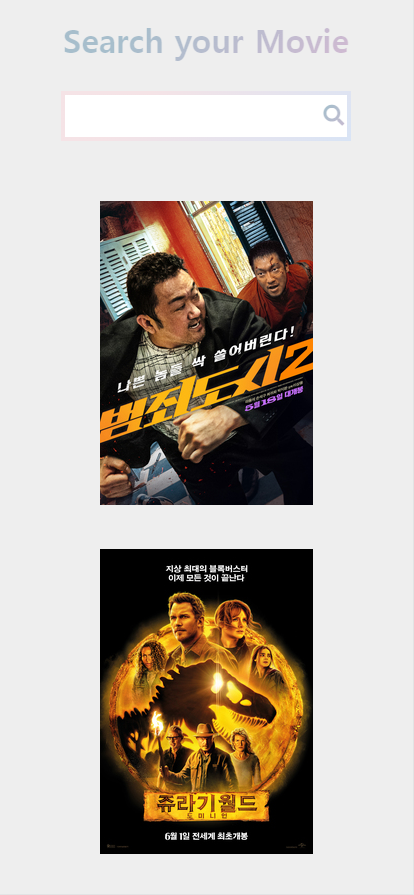 Search your Movie
나쁜 놈들 싹 쓸어버린다!
범죄도시2
5월 18일 대개봉
지상 최대의 블록버스터
이제 모든 것이 끝난다
쥬라기월드
도미니언
6월 1일 전세계 최초개봉